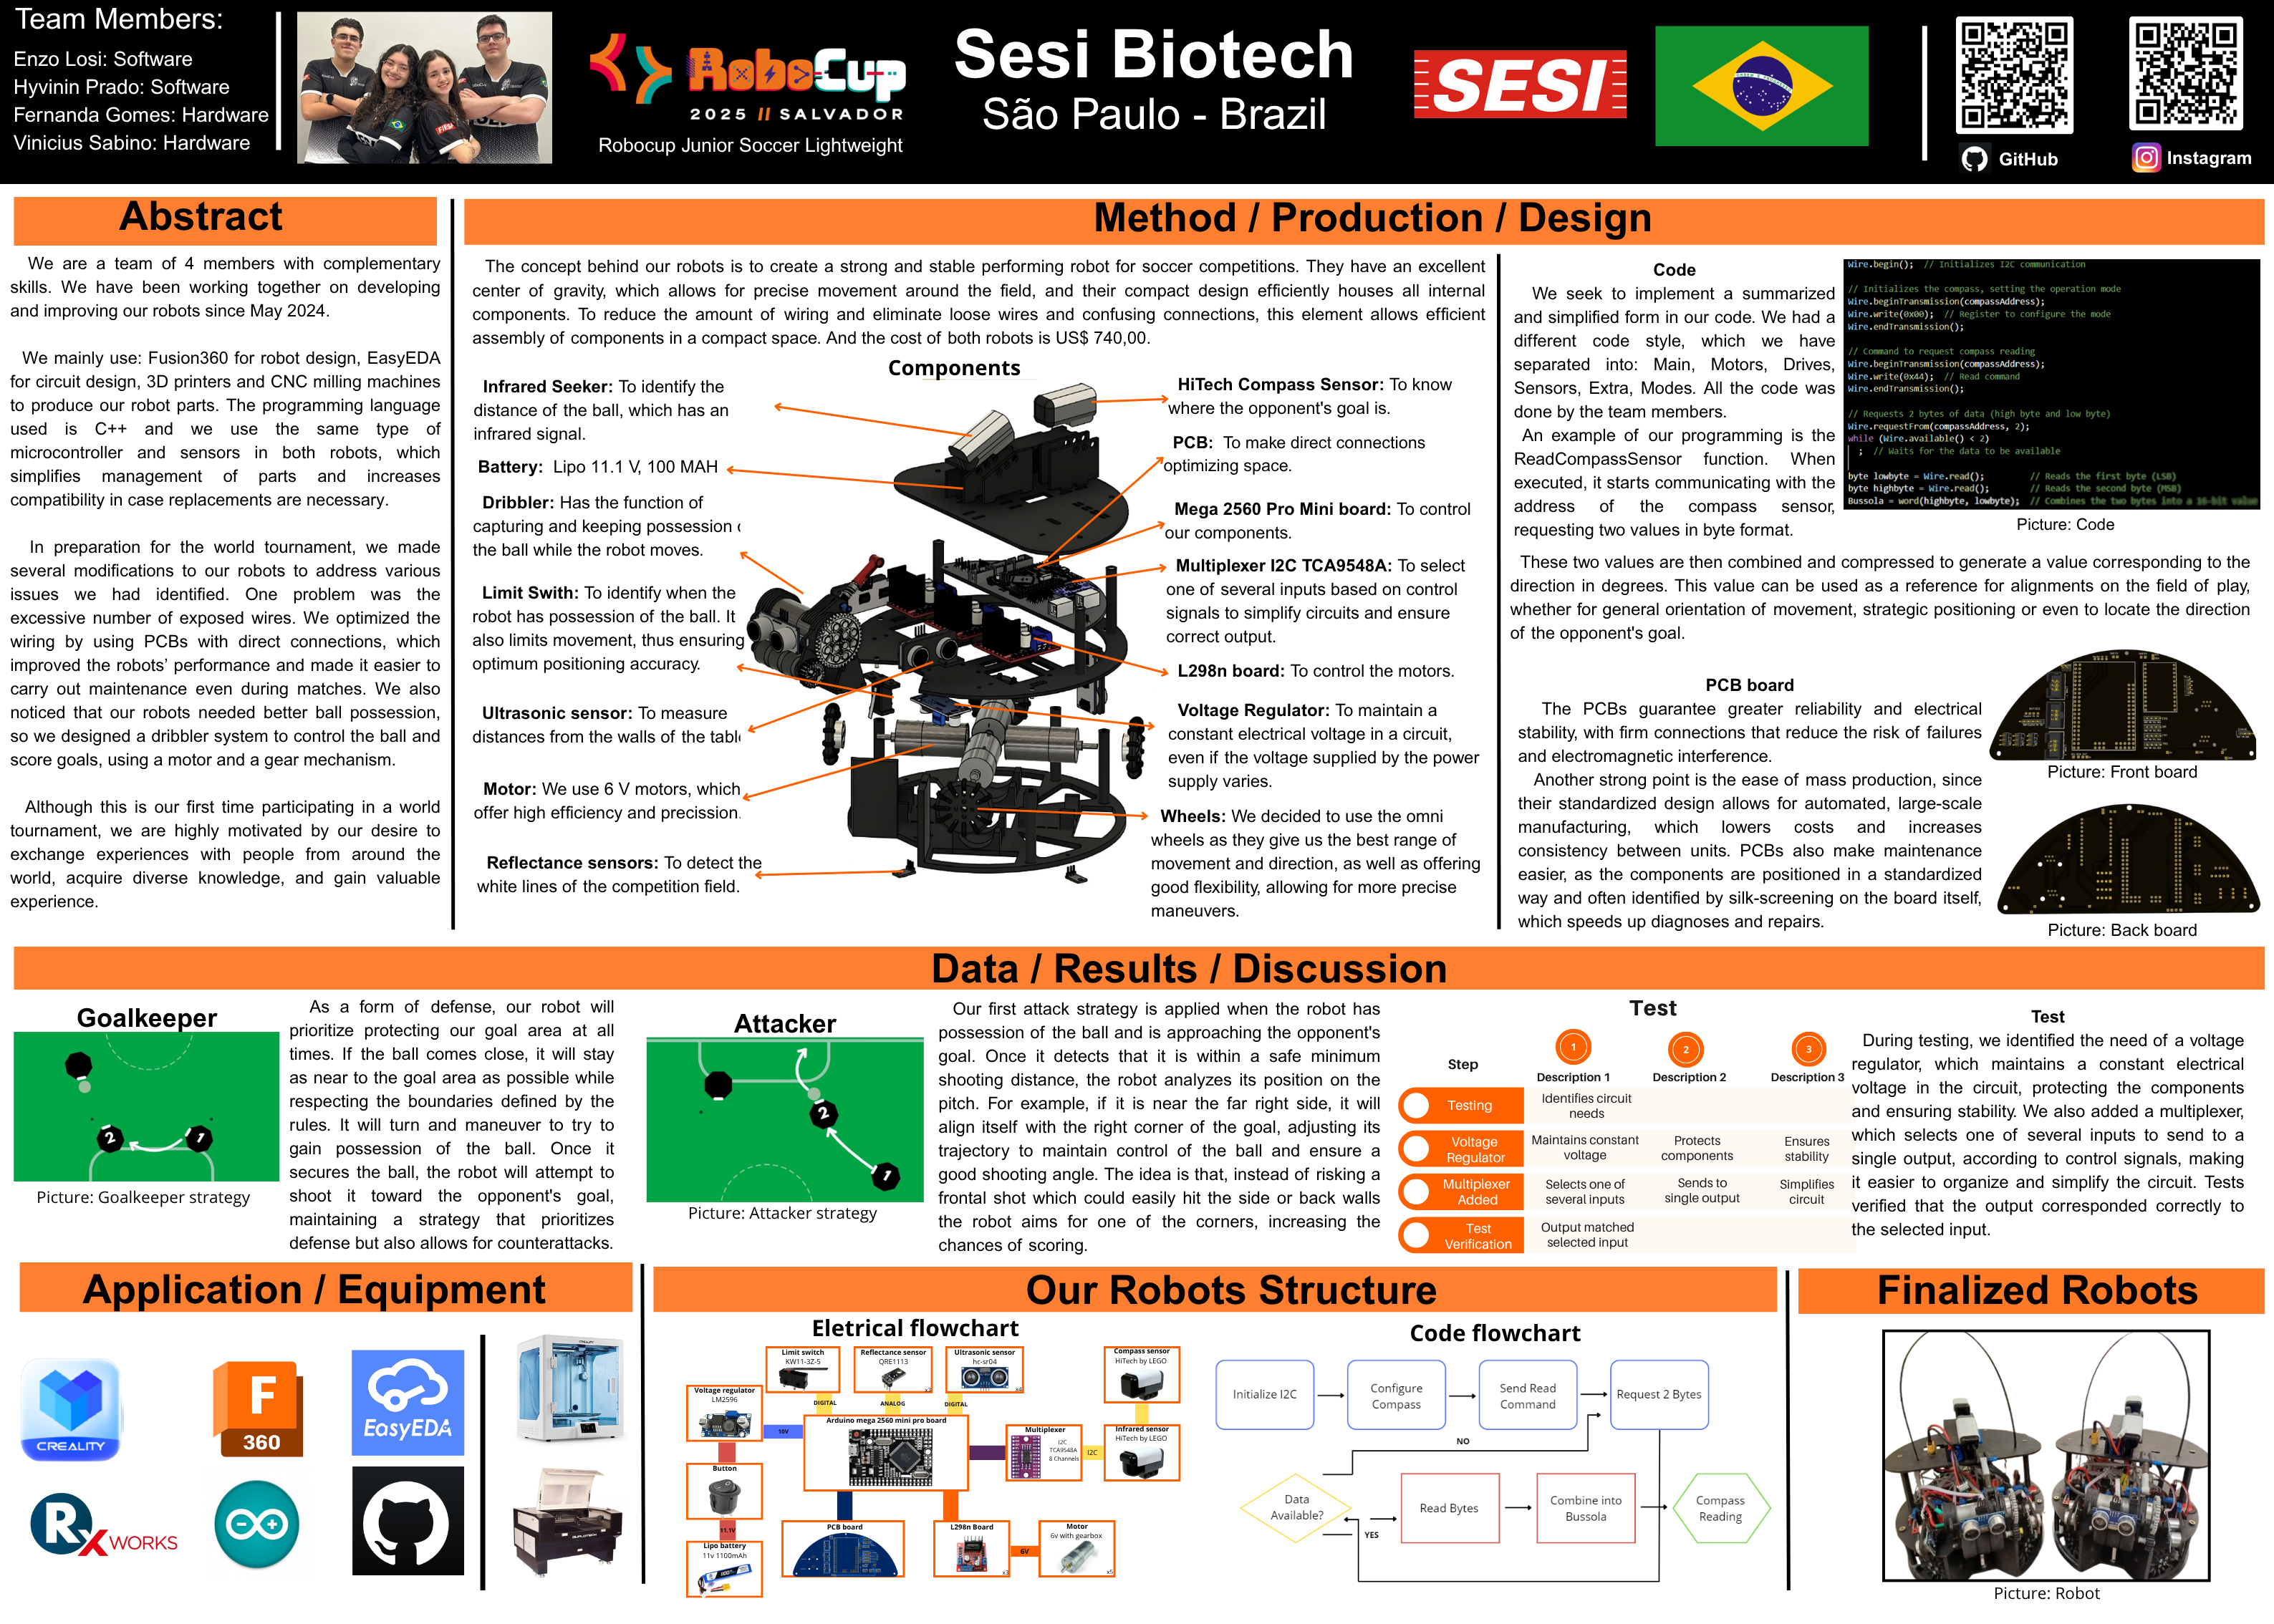 Team Members:
Enzo Losi: Software
Hyvinin Prado: Software
Fernanda Gomes: Hardware
Vinicius Sabino: Hardware
RoboCup
2025 // SALVADOR
Robocup Junior Soccer Lightweight
Sesi Biotech
São Paulo - Brazil
SESI
GitHub
Instagram
Abstract
We are a team of 4 members with complementary
skills. We have been working together on developing
and improving our robots since May 2024.
We mainly use: Fusion360 for robot design, EasyEDA
for circuit design, 3D printers and CNC milling machines
to produce our robot parts. The programming language
used is C++ and we use the same type of
microcontroller and sensors in both robots, which
simplifies management of parts and increases
compatibility in case replacements are necessary.
In preparation for the world tournament, we made
several modifications to our robots to address various
issues we had identified. One problem was the
excessive number of exposed wires. We optimized the
wiring by using PCBs with direct connections, which
improved the robots' performance and made it easier to
carry out maintenance even during matches. We also
noticed that our robots needed better ball possession,
so we designed a dribbler system to control the ball and
score goals, using a motor and a gear mechanism.
Although this is our first time participating in a world
tournament, we are highly motivated by our desire to
exchange experiences with people from around the
world, acquire diverse knowledge, and gain valuable
experience.
Method / Production / Design
The concept behind our robots is to create a strong and stable performing robot for soccer competitions. They have an excellent
center of gravity, which allows for precise movement around the field, and their compact design efficiently houses all internal
components. To reduce the amount of wiring and eliminate loose wires and confusing connections, this element allows efficient
assembly of components in a compact space. And the cost of both robots is US$ 740,00.
Components
Infrared Seeker: To identify the
distance of the ball, which has an
infrared signal.
Battery: Lipo 11.1 V, 100 MAH
Dribbler: Has the function of
capturing and keeping possession
the ball while the robot moves.
Limit Swith: To identify when the
robot has possession of the ball. It
also limits movement, thus ensuring
optimum positioning accuracy.
Ultrasonic sensor: To measure
distances from the walls of the tabl
Motor: We use 6 V motors, which
offer high efficiency and precission.
Reflectance sensors: To detect the
white lines of the competition field.
HiTech Compass Sensor: To know
where the opponent's goal is.
PCB: To make direct connections
optimizing space.
Mega 2560 Pro Mini board: To control
our components.
Multiplexer I2C TCA9548A: To select
one of several inputs based on control
signals to simplify circuits and ensure
correct output.
L298n board: To control the motors.
Voltage Regulator: To maintain a
constant electrical voltage in a circuit,
even if the voltage supplied by the power
supply varies.
Wheels: We decided to use the omni
wheels as they give us the best range of
movement and direction, as well as offering
good flexibility, allowing for more precise
maneuvers.
Code
We seek to implement a summarized
and simplified form in our code. We had a
different code style, which we have
separated into: Main, Motors, Drives,
Sensors, Extra, Modes. All the code was
done by the team members.
An example of our programming is the
ReadCompassSensor function. When
executed, it starts communicating with the
address of the compass sensor,
requesting two values in byte format.
Wire.begin(); // Initializes I2C communication
// Initializes the compass, setting the operation mode
Wire.beginTransmission(compassAddress);
Wire.write(0x00); // Register to configure the mode
Wire.endTransmission();
// Command to request compass reading
Wire.beginTransmission(compassAddress);
Wire.write(0x44); // Read command
Wire.endTransmission();
// Requests 2 bytes of data (high byte and low byte)
Wire.requestFrom(compassAddress, 2);
while (Wire.available() < 2)
; // Waits for the data to be available
byte lowbyte = Wire.read(); // Reads the first byte (LSB)
byte highbyte = Wire.read(); // Reads the second byte (MSB)
Bussola = word(highbyte, lowbyte); // Combines the two bytes into a 16-bit value
Picture: Code
These two values are then combined and compressed to generate a value corresponding to the
direction in degrees. This value can be used as a reference for alignments on the field of play,
whether for general orientation of movement, strategic positioning or even to locate the direction
of the opponent's goal.
PCB board
The PCBs guarantee greater reliability and electrical
stability, with firm connections that reduce the risk of failures
and electromagnetic interference.
Another strong point is the ease of mass production, since
their standardized design allows for automated, large-scale
manufacturing, which lowers costs and increases
consistency between units. PCBs also make maintenance
easier, as the components are positioned in a standardized
way and often identified by silk-screening on the board itself,
which speeds up diagnoses and repairs.
Picture: Front board
Picture: Back board
Data / Results / Discussion
Goalkeeper
2
1
Picture: Goalkeeper strategy
As a form of defense, our robot will
prioritize protecting our goal area at all
times. If the ball comes close, it will stay
as near to the goal area as possible while
respecting the boundaries defined by the
rules. It will turn and maneuver to try to
gain possession of the ball. Once it
secures the ball, the robot will attempt to
shoot it toward the opponent's goal,
maintaining a strategy that prioritizes
defense but also allows for counterattacks.
Attacker
2
1
Picture: Attacker strategy
Our first attack strategy is applied when the robot has
possession of the ball and is approaching the opponent's
goal. Once it detects that it is within a safe minimum
shooting distance, the robot analyzes its position on the
pitch. For example, if it is near the far right side, it will
align itself with the right corner of the goal, adjusting its
trajectory to maintain control of the ball and ensure a
good shooting angle. The idea is that, instead of risking a
frontal shot which could easily hit the side or back walls
the robot aims for one of the corners, increasing the
chances of scoring.
Test
1 2 3
Step Description 1 Description 2 Description 3
Testing
Identifies circuit
needs
Voltage
Regulator
Maintains constant
voltage
Protects
components
Ensures
stability
Multiplexer
Added
Selects one of
several inputs
Sends to
single output
Simplifies
circuit
Test
Verification
Output matched
selected input
Test
During testing, we identified the need of a voltage
regulator, which maintains a constant electrical
voltage in the circuit, protecting the components
and ensuring stability. We also added a multiplexer,
which selects one of several inputs to send to a
single output, according to control signals, making
it easier to organize and simplify the circuit. Tests
verified that the output corresponded correctly to
the selected input.
Application / Equipment
CREALITY
F
360
EasyEDA
RX WORKS
Our Robots Structure
Eletrical flowchart
Limit switch
KW11-3Z-5
Reflectance sensor
QRE1113
Ultrasonic sensor
hc-sr04
x4
Compass sensor
HiTech by LEGO
Voltage regulator
LM2596
DIGITAL
ANALOG
DIGITAL
10V
Arduino mega 2560 mini pro board
Multiplexer
I2C
TCA9548A
8 Channels
I2C
Infrared sensor
HiTech by LEGO
Button
11.1V
Lipo battery
11v 1100mAh
PCB board
L298n Board
6V
Motor
6v with gearbox
x5
Code flowchart
Initialize I2C
Configure
Compass
Send Read
Command
Request 2 Bytes
NO
Data
Available?
YES
Read Bytes
Combine into
Bussola
Compass
Reading
Finalized Robots
Picture: Robot